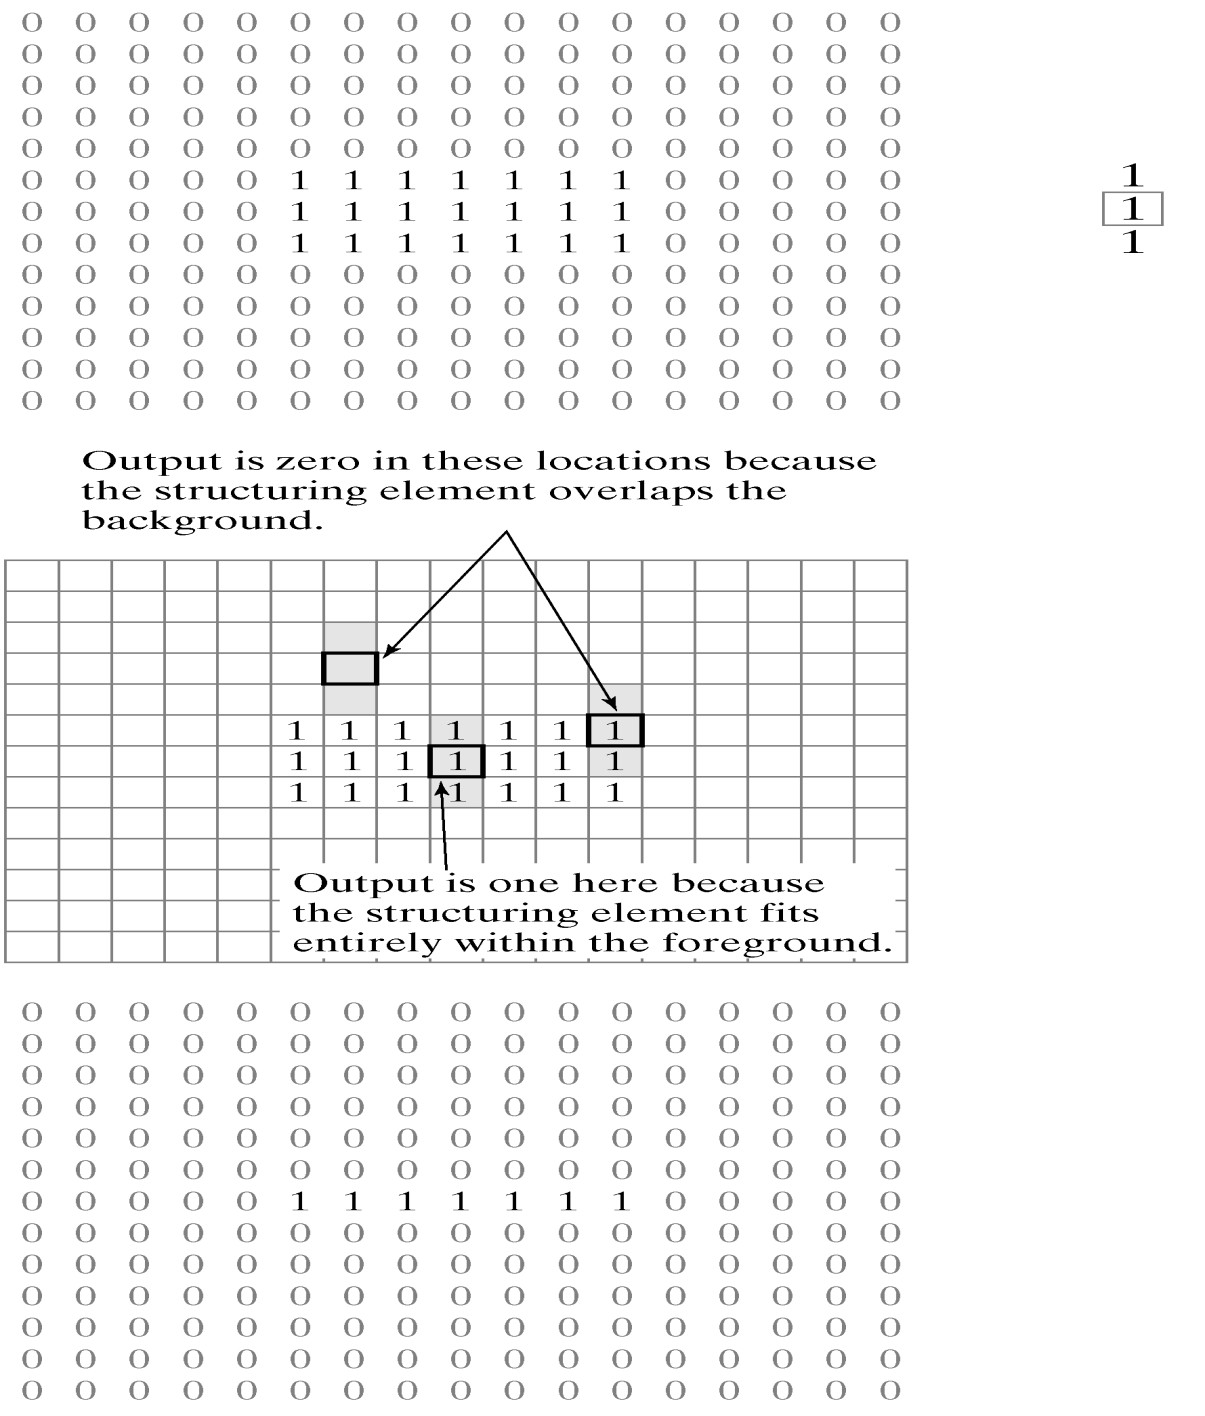 0 0 0 0 0 0 0 0 0 0 0 0 0 0 0 0 0
0 0 0 0 0 0 0 0 0 0 0 0 0 0 0 0 0
0 0 0 0 0 0 0 0 0 0 0 0 0 0 0 0 0
0 0 0 0 0 0 0 0 0 0 0 0 0 0 0 0 0
0 0 0 0 0 0 0 0 0 0 0 0 0 0 0 0 0
0 0 0 0 0 1 1 1 1 1 1 1 0 0 0 0 0
0 0 0 0 0 1 1 1 1 1 1 1 0 0 0 0 0
0 0 0 0 0 1 1 1 1 1 1 1 0 0 0 0 0
0 0 0 0 0 0 0 0 0 0 0 0 0 0 0 0 0
0 0 0 0 0 0 0 0 0 0 0 0 0 0 0 0 0
0 0 0 0 0 0 0 0 0 0 0 0 0 0 0 0 0
0 0 0 0 0 0 0 0 0 0 0 0 0 0 0 0 0
0 0 0 0 0 0 0 0 0 0 0 0 0 0 0 0 0
1
1
1
Output is zero in these locations because
the structuring element overlaps the
background.
1 1 1 1 1 1 1
1 1 1 1 1 1 1
1 1 1 1 1 1 1
Output is one here because
the structuring element fits
entirely within the foreground.
0 0 0 0 0 0 0 0 0 0 0 0 0 0 0 0 0
0 0 0 0 0 0 0 0 0 0 0 0 0 0 0 0 0
0 0 0 0 0 0 0 0 0 0 0 0 0 0 0 0 0
0 0 0 0 0 0 0 0 0 0 0 0 0 0 0 0 0
0 0 0 0 0 0 0 0 0 0 0 0 0 0 0 0 0
0 0 0 0 0 0 0 0 0 0 0 0 0 0 0 0 0
0 0 0 0 0 1 1 1 1 1 1 1 0 0 0 0 0
0 0 0 0 0 0 0 0 0 0 0 0 0 0 0 0 0
0 0 0 0 0 0 0 0 0 0 0 0 0 0 0 0 0
0 0 0 0 0 0 0 0 0 0 0 0 0 0 0 0 0
0 0 0 0 0 0 0 0 0 0 0 0 0 0 0 0 0
0 0 0 0 0 0 0 0 0 0 0 0 0 0 0 0 0
0 0 0 0 0 0 0 0 0 0 0 0 0 0 0 0 0